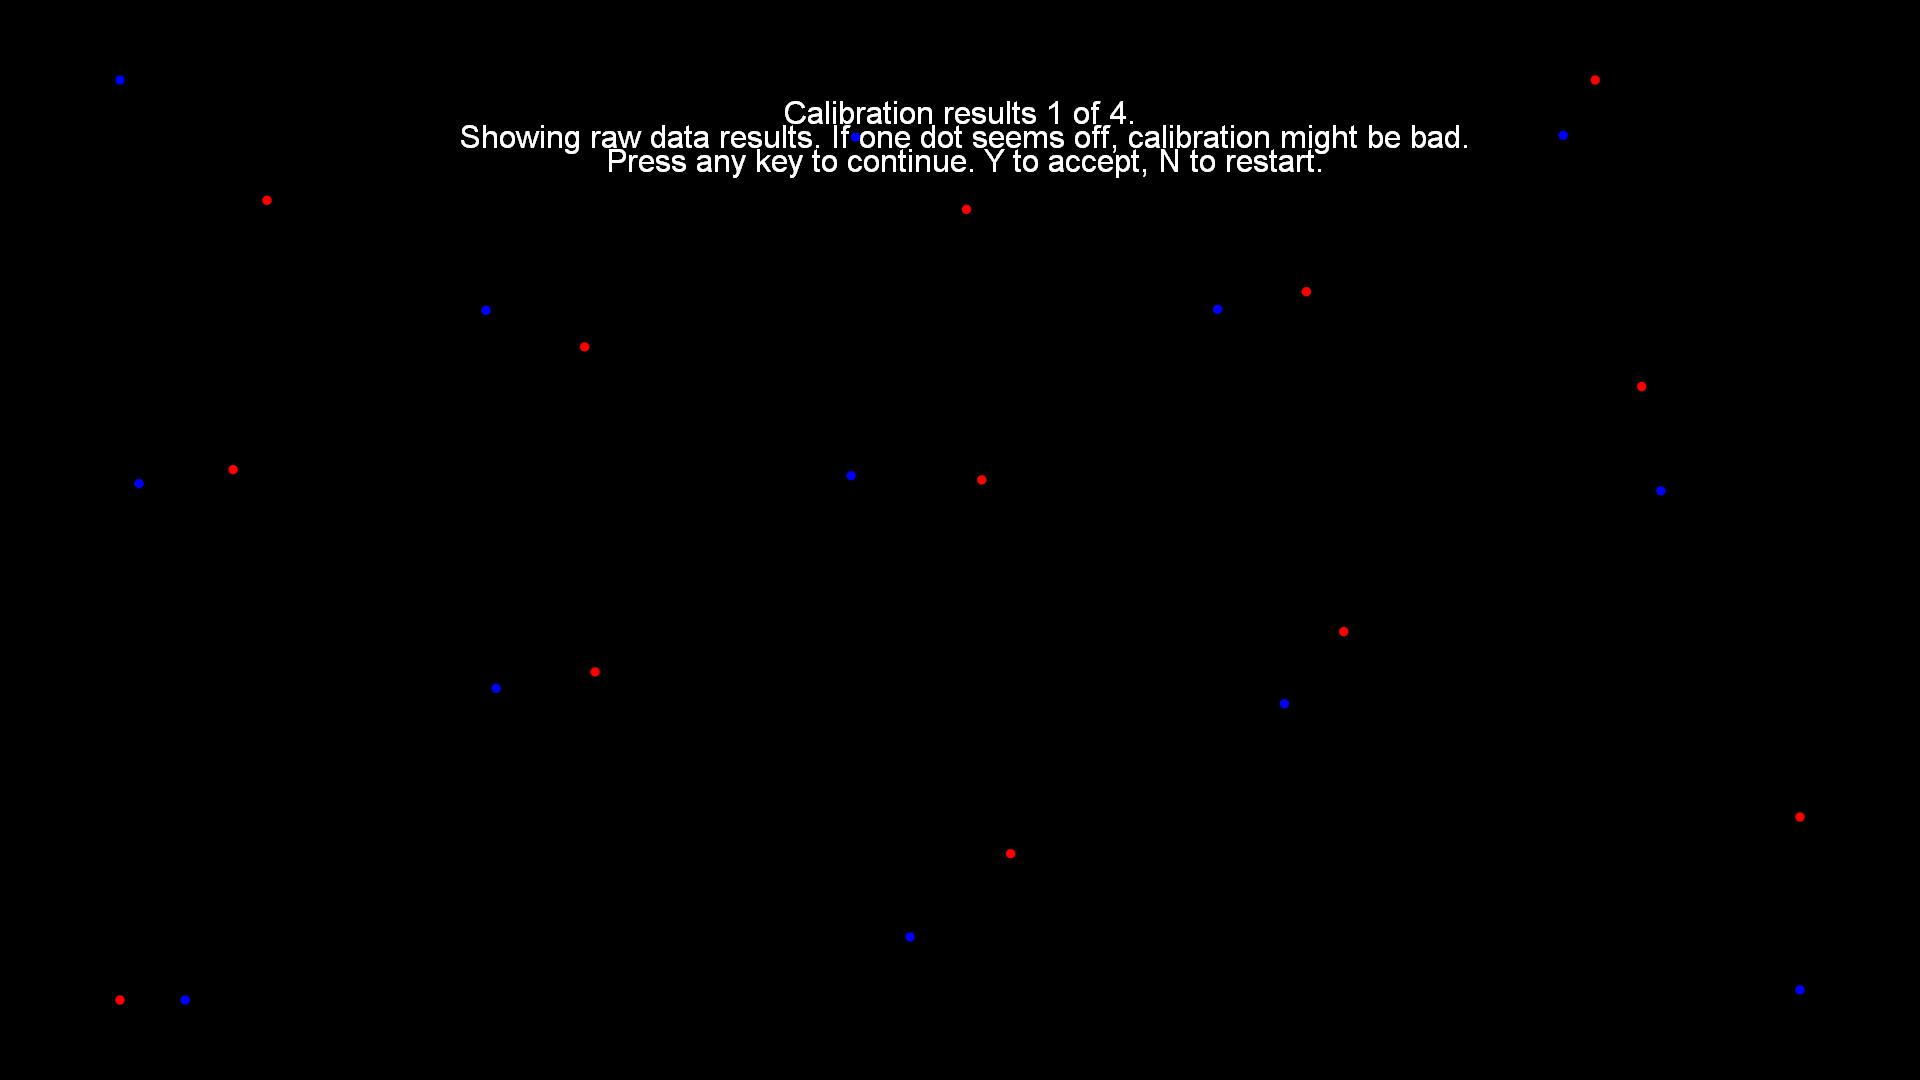 Calibration results 1 of 4.
Showing raw data results. If one dot seems off, calibration might be bad.
Press any key to continue. Y to accept, N to restart.